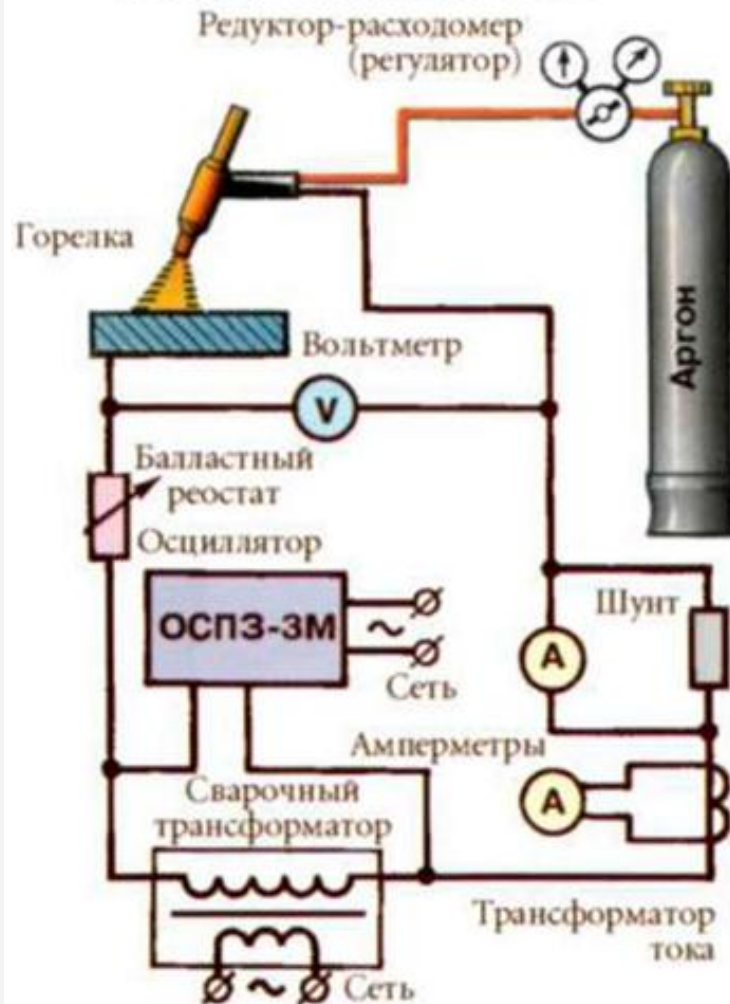 Редуктор-расходомер
(регулятор)
Горелка
Аргон
Вольтметр
V
Балластный
реостат
Осциллятор
ОСПЗ-3М
~
Сеть
Шунт
А
Амперметры
А
Сварочный
трансформатор
Трансформатор
тока
~
Сеть